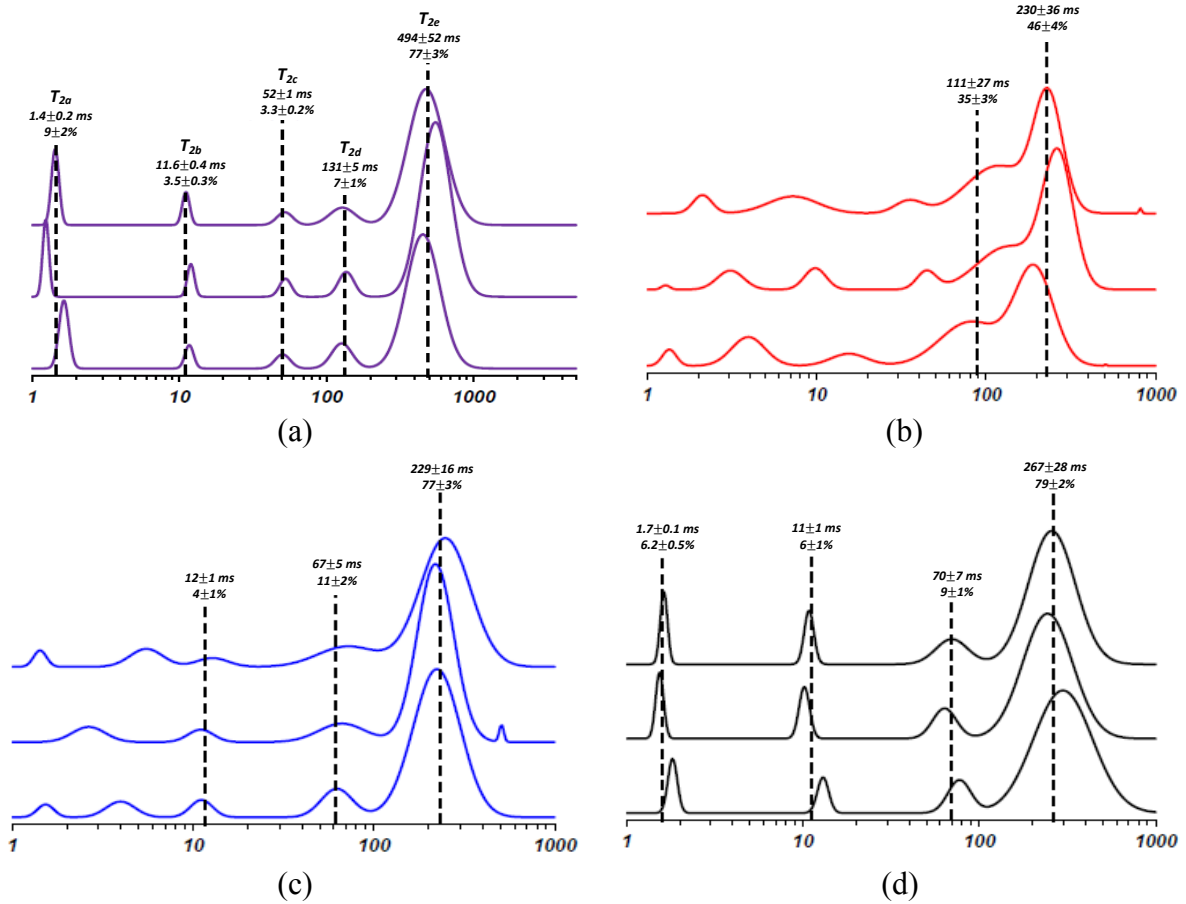 T2e
494±52 ms
77±3%
T2c
52±1 ms
3.3±0.2%
T2a
1.4±0.2 ms
9±2%
T2b
11.6±0.4 ms
3.5±0.3%
T2d
131±5 ms
7±1%
1 10 100 1000
(a)
230±36 ms
46±4%
111±27 ms
35±3%
1 10 100 1000
(b)
229±16 ms
77±3%
67±5 ms
11±2%
12±1 ms
4±1%
1 10 100 1000
(c)
267±28 ms
79±2%
1.7±0.1 ms
6.2±0.5%
11±1 ms
6±1%
70±7 ms
9±1%
1 10 100 1000
(d)